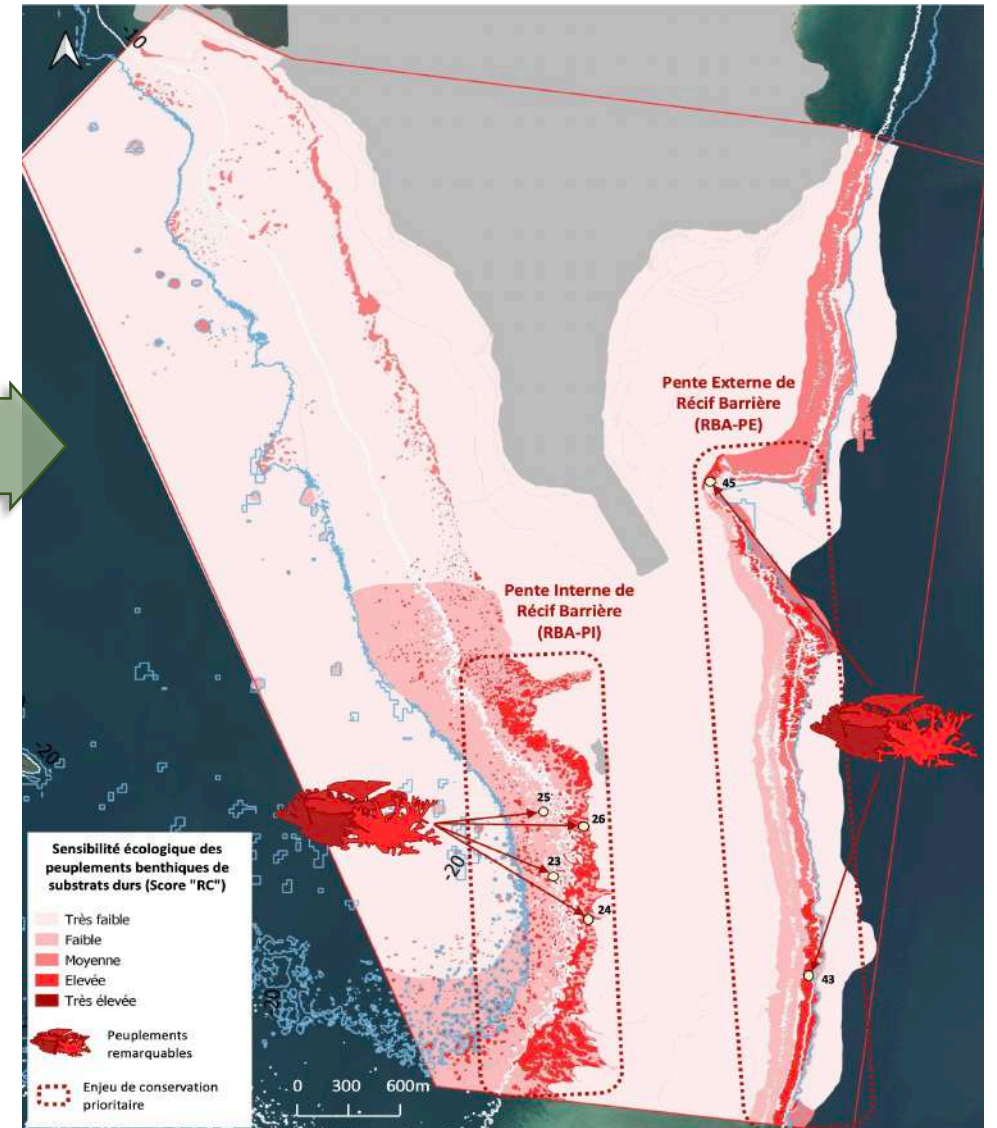 -10
Pente Externe de
Récif Barrière
(RBA-PE)
45
Pente Interne de
Récif Barrière
(RBA-PI)
-20
25
26
-20
23
24
43
-20
Sensibilité écologique des
peuplements benthiques de
substrats durs (Score "RC")
Très faible
Faible
Moyenne
Elevée
Très élevée
Peuplements
remarquables
Enjeu de conservation
prioritaire
0 300 600m